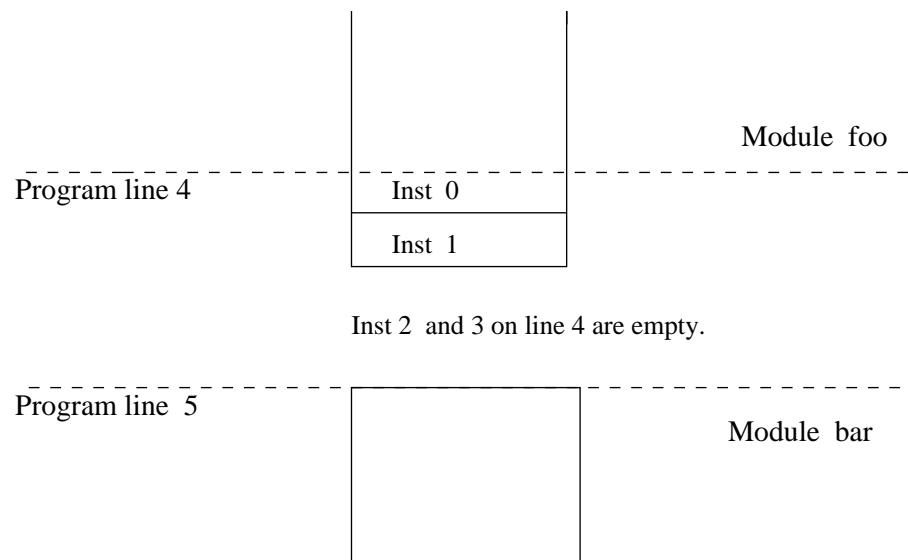 Module foo
Program line 4
Inst 0
Inst 1
Inst 2 and 3 on line 4 are empty.
Program line 5
Module bar